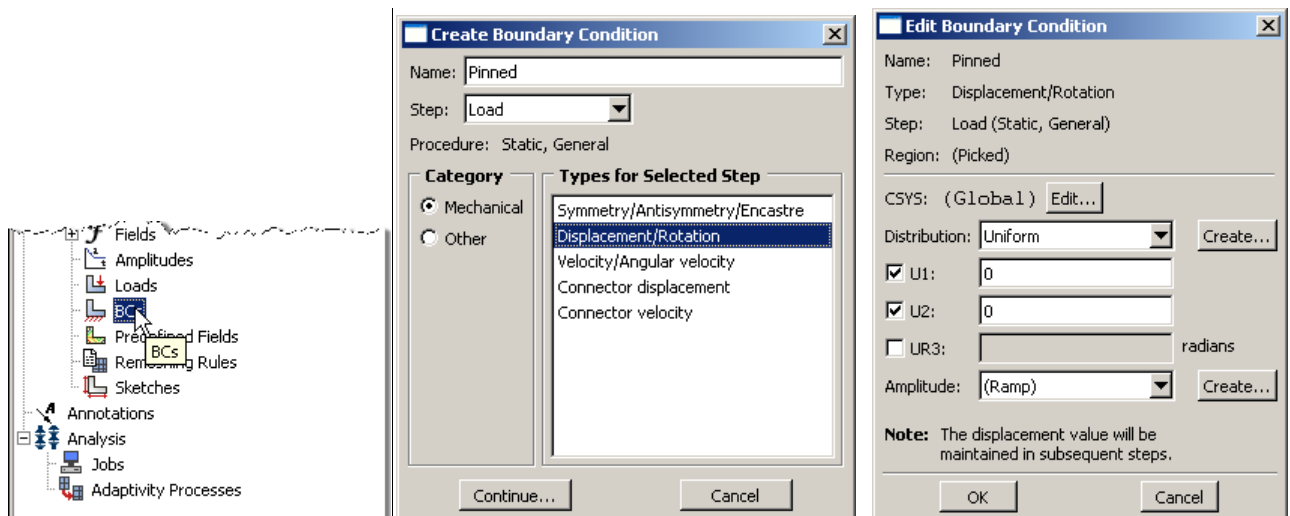 Fields
Amplitudes
Loads
BCs
Predefined Fields
BCs
Remeshing Rules
Sketches
Annotations
Analysis
Jobs
Adaptivity Processes
Create Boundary Condition
Name: Pinned
Step: Load
Procedure: Static, General
Category
Mechanical
Other
Types for Selected Step
Symmetry/Antisymmetry/Encastre
Displacement/Rotation
Velocity/Angular velocity
Connector displacement
Connector velocity
Continue... Cancel
Edit Boundary Condition
Name: Pinned
Type: Displacement/Rotation
Step: Load (Static, General)
Region: (Picked)
CSYS: (Global) Edit...
Distribution: Uniform Create...
U1: 0
U2: 0
UR3: radians
Amplitude: (Ramp) Create...
Note: The displacement value will be
maintained in subsequent steps.
OK Cancel